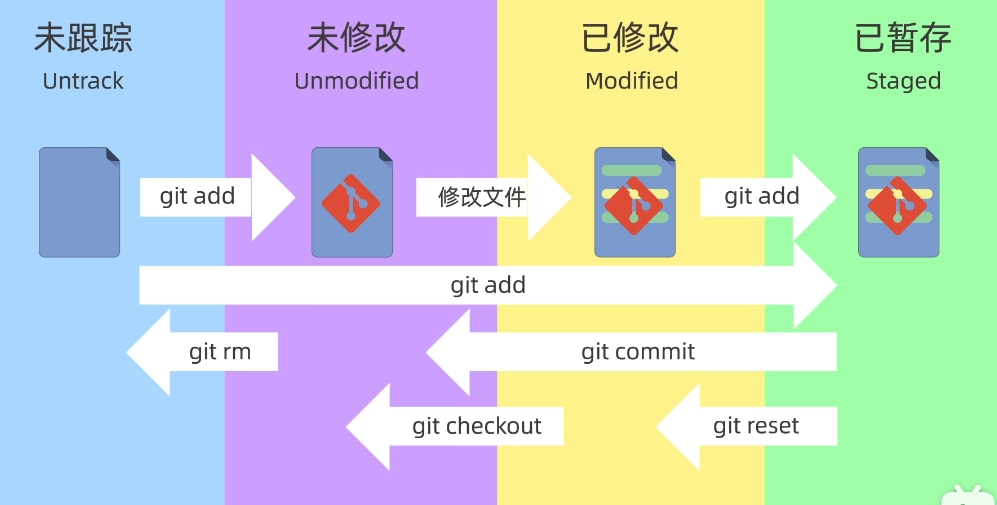 未跟踪
Untrack
未修改
Unmodified
已修改
Modified
已暂存
Staged
git add
修改文件
git add
git add
git rm
git commit
git checkout
git reset